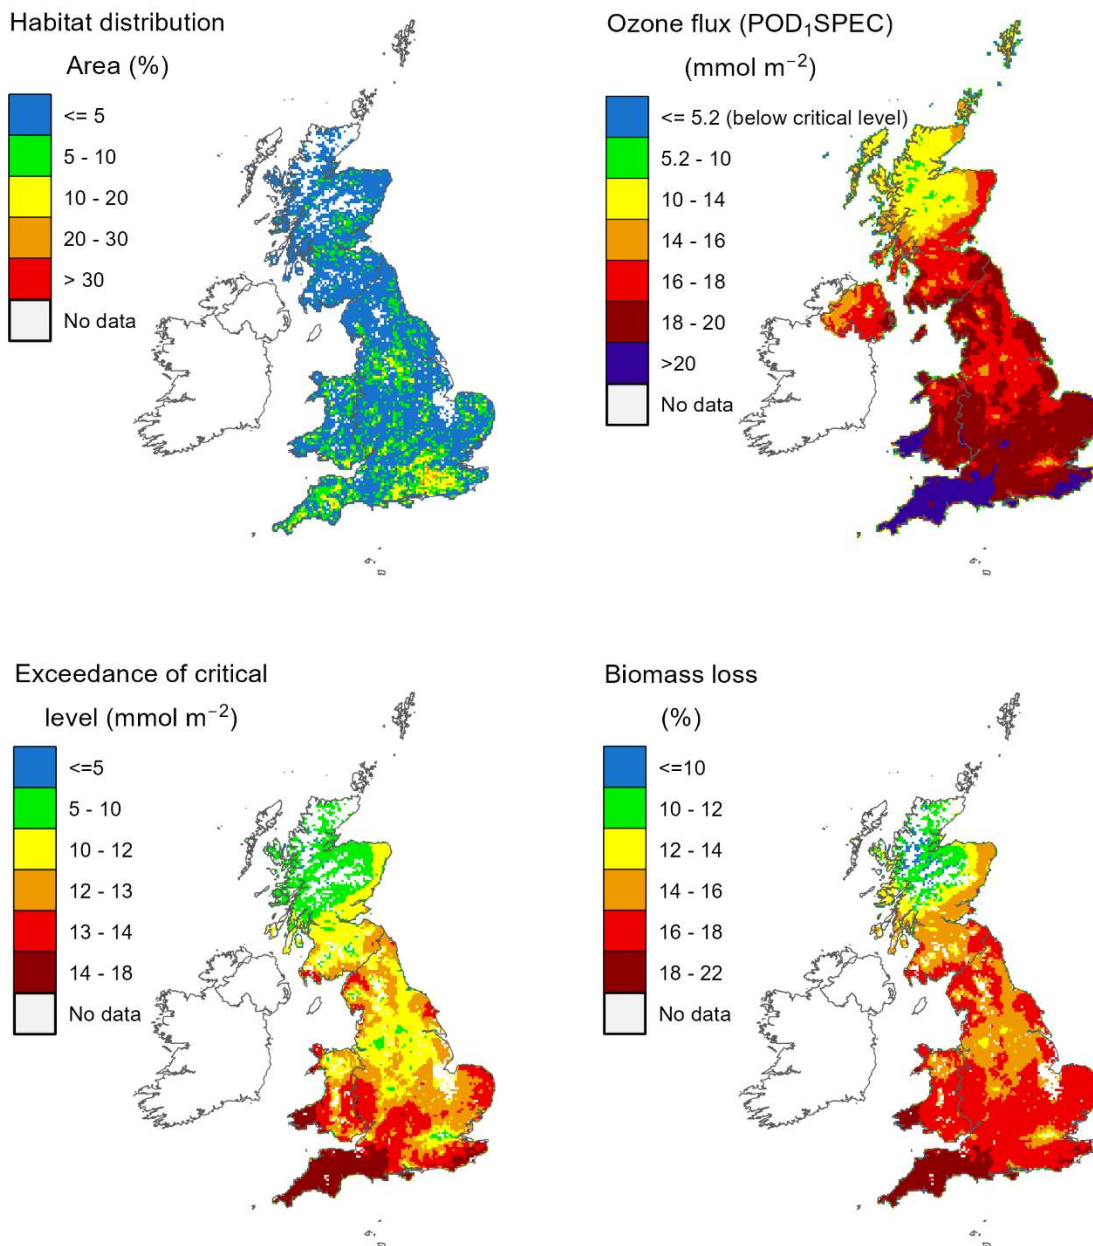 Habitat distribution
Area (%)
<= 5
5 - 10
10 - 20
20 - 30
> 30
No data
Ozone flux (POD₁SPEC)
(mmol m⁻²)
<= 5.2 (below critical level)
5.2 - 10
10 - 14
14 - 16
16 - 18
18 - 20
>20
No data
Exceedance of critical
level (mmol m⁻²)
<=5
5 - 10
10 - 12
12 - 13
13 - 14
14 - 18
No data
Biomass loss
(%)
<=10
10 - 12
12 - 14
14 - 16
16 - 18
18 - 22
No data